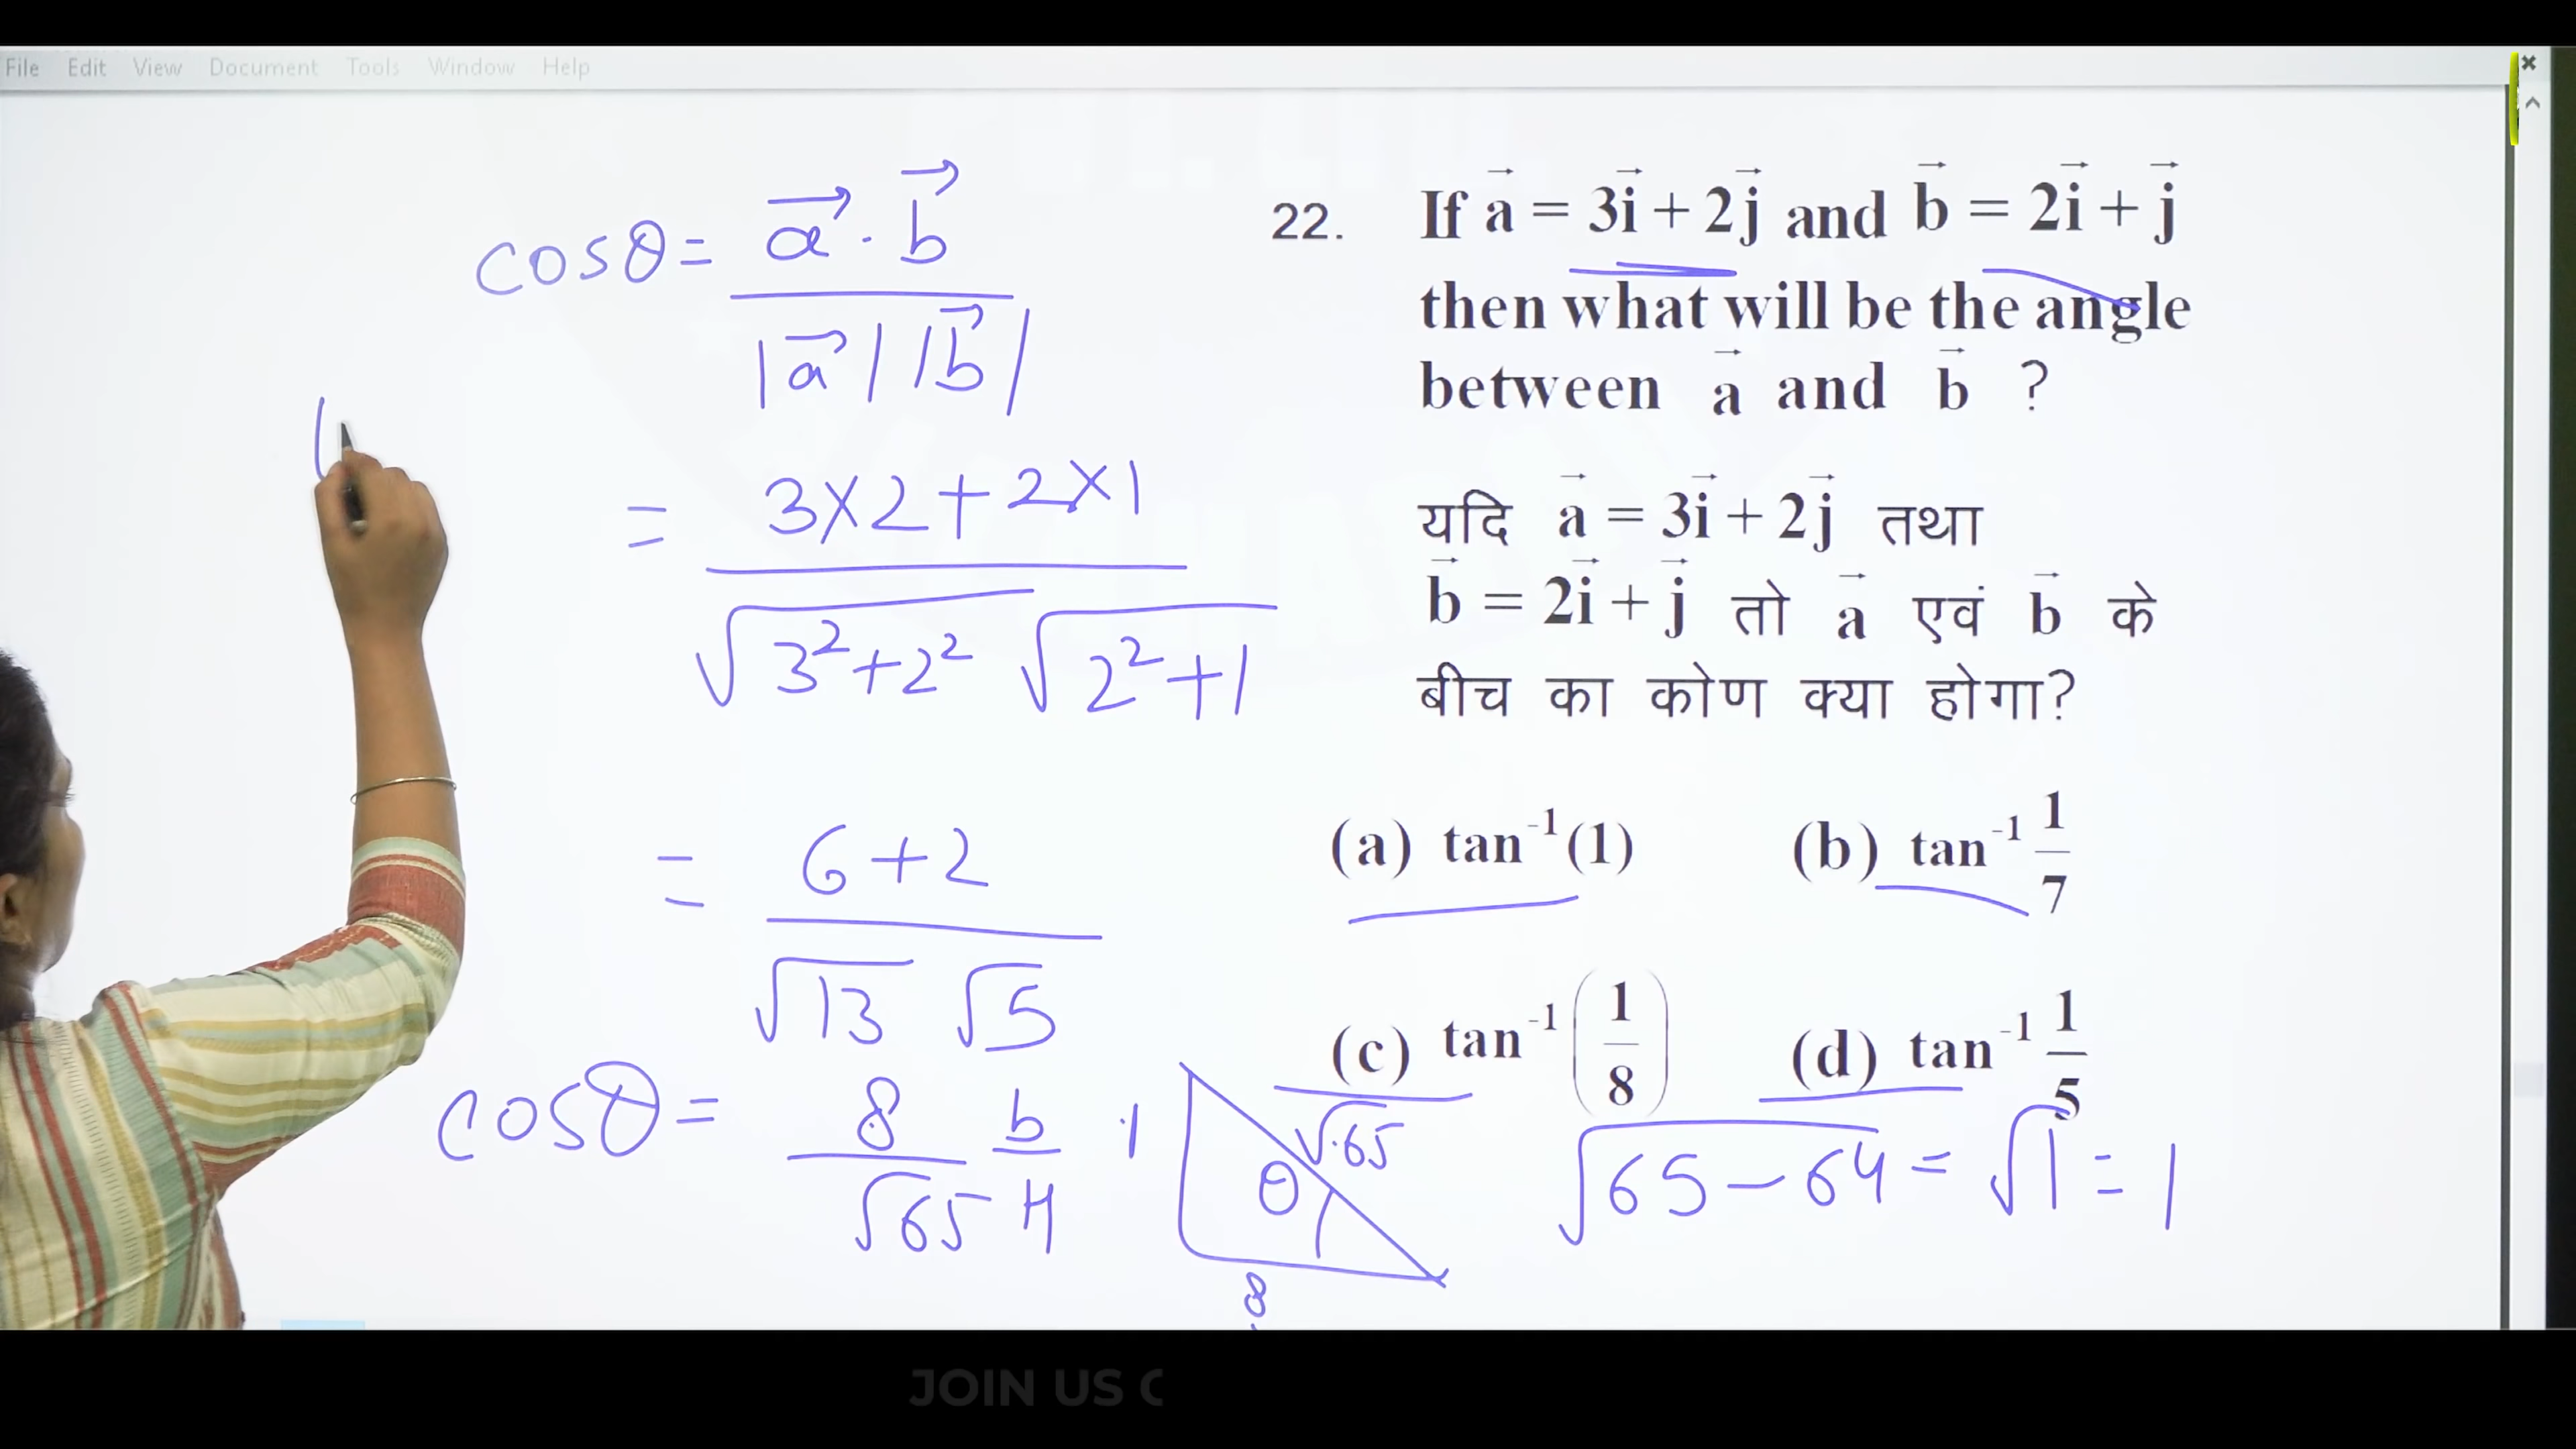 File Edit View Document Tools Window Help
cosθ = a⃗ · b⃗ / |a⃗| |b⃗|
= 3×2+2×1 / √3²+2² √2²+1
= 6+2 / √13 √5
cosθ = 8/√65 b/H
1 θ √65 8
√65−64 = √1 = 1
22. If a⃗ = 3i⃗ + 2j⃗ and b⃗ = 2i⃗ + j⃗
then what will be the angle
between a⃗ and b⃗ ?
यदि a⃗ = 3i⃗ + 2j⃗ तथा
b⃗ = 2i⃗ + j⃗ तो a⃗ एवं b⃗ के
बीच का कोण क्या होगा?
(a) tan⁻¹(1) (b) tan⁻¹ 1/7
(c) tan⁻¹(1/8) (d) tan⁻¹ 1/5
JOIN US